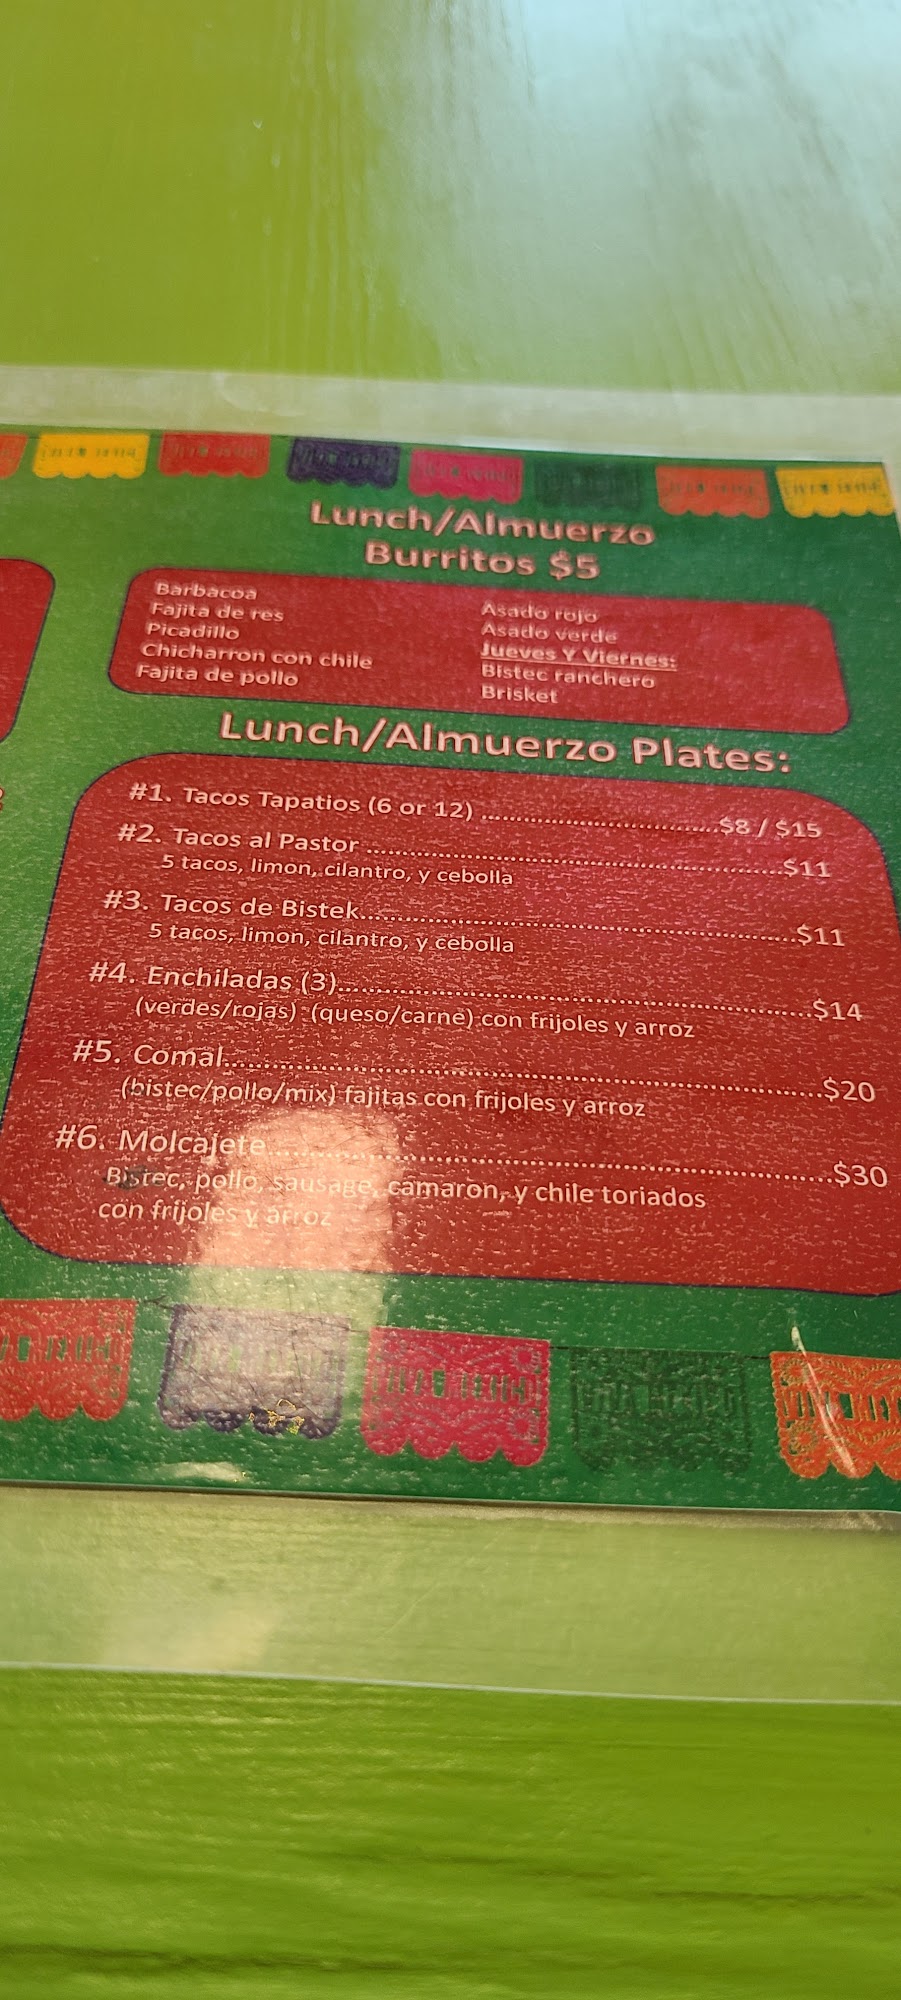 Lunch/Almuerzo
Burritos $5
Barbacoa
Fajita de res
Picadillo
Chicharron con chile
Fajita de pollo
Asado rojo
Asado verde
Jueves Y Viernes:
Bistec ranchero
Brisket
Lunch/Almuerzo Plates:
#1. Tacos Tapatios (6 or 12) ........................................$8 / $15
#2. Tacos al Pastor ........................................$11
5 tacos, limon, cilantro, y cebolla
#3. Tacos de Bistek........................................$11
5 tacos, limon, cilantro, y cebolla
#4. Enchiladas (3)........................................$14
(verdes/rojas) (queso/carne) con frijoles y arroz
#5. Comal........................................$20
(bistec/pollo/mix) fajitas con frijoles y arroz
#6. Molcajete........................................$30
Bistec, pollo, sausage, camaron, y chile toriados
con frijoles y arroz